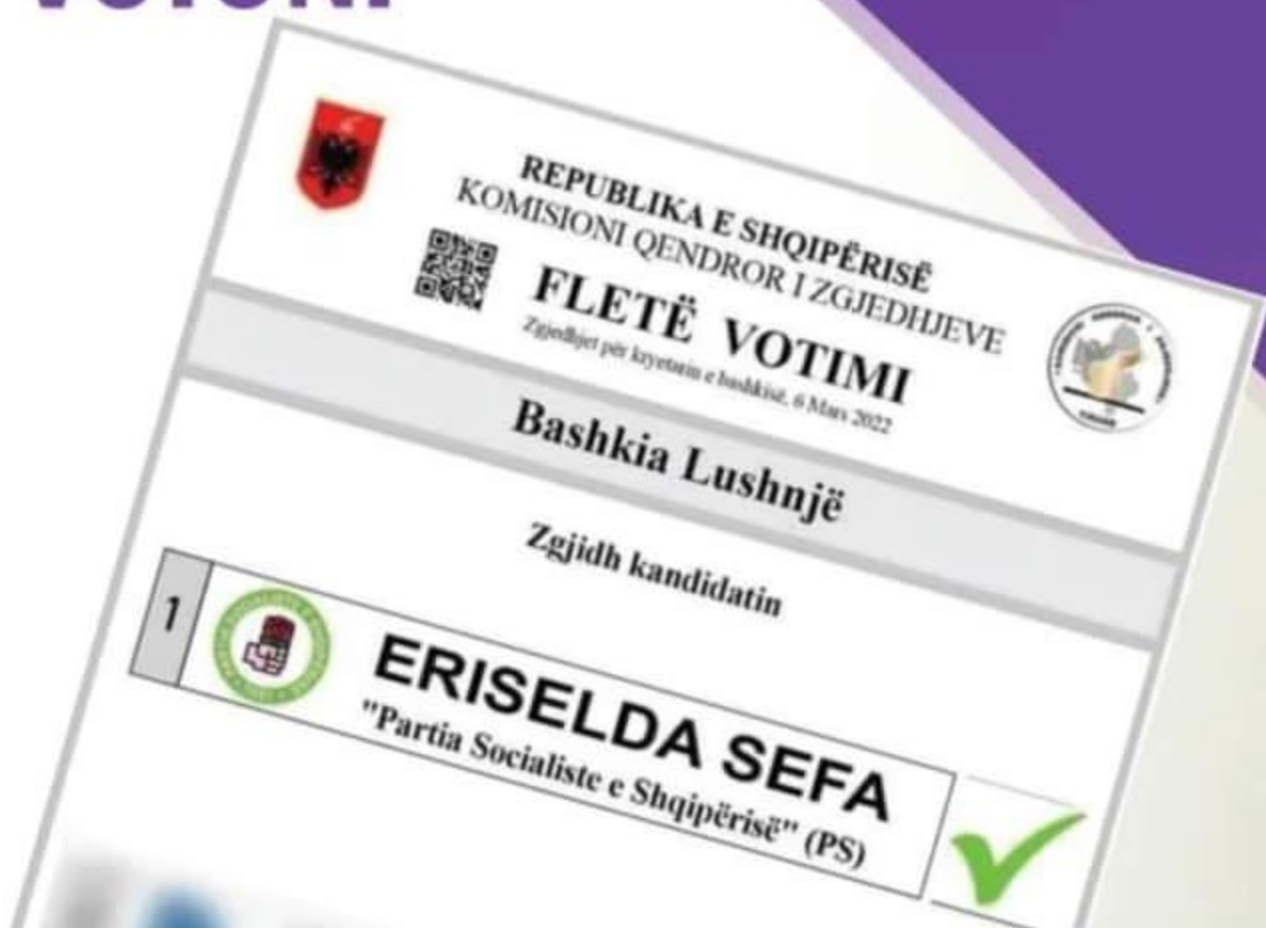 REPUBLIKA E SHQIPËRISË
KOMISIONI QENDROR I ZGJEDHJEVE
FLETË VOTIMI
Zgjedhjet për kryetarin e bashkisë, 6 Mars 2022
Bashkia Lushnjë
Zgjidh kandidatin
1
ERISELDA SEFA
"Partia Socialiste e Shqipërisë" (PS)